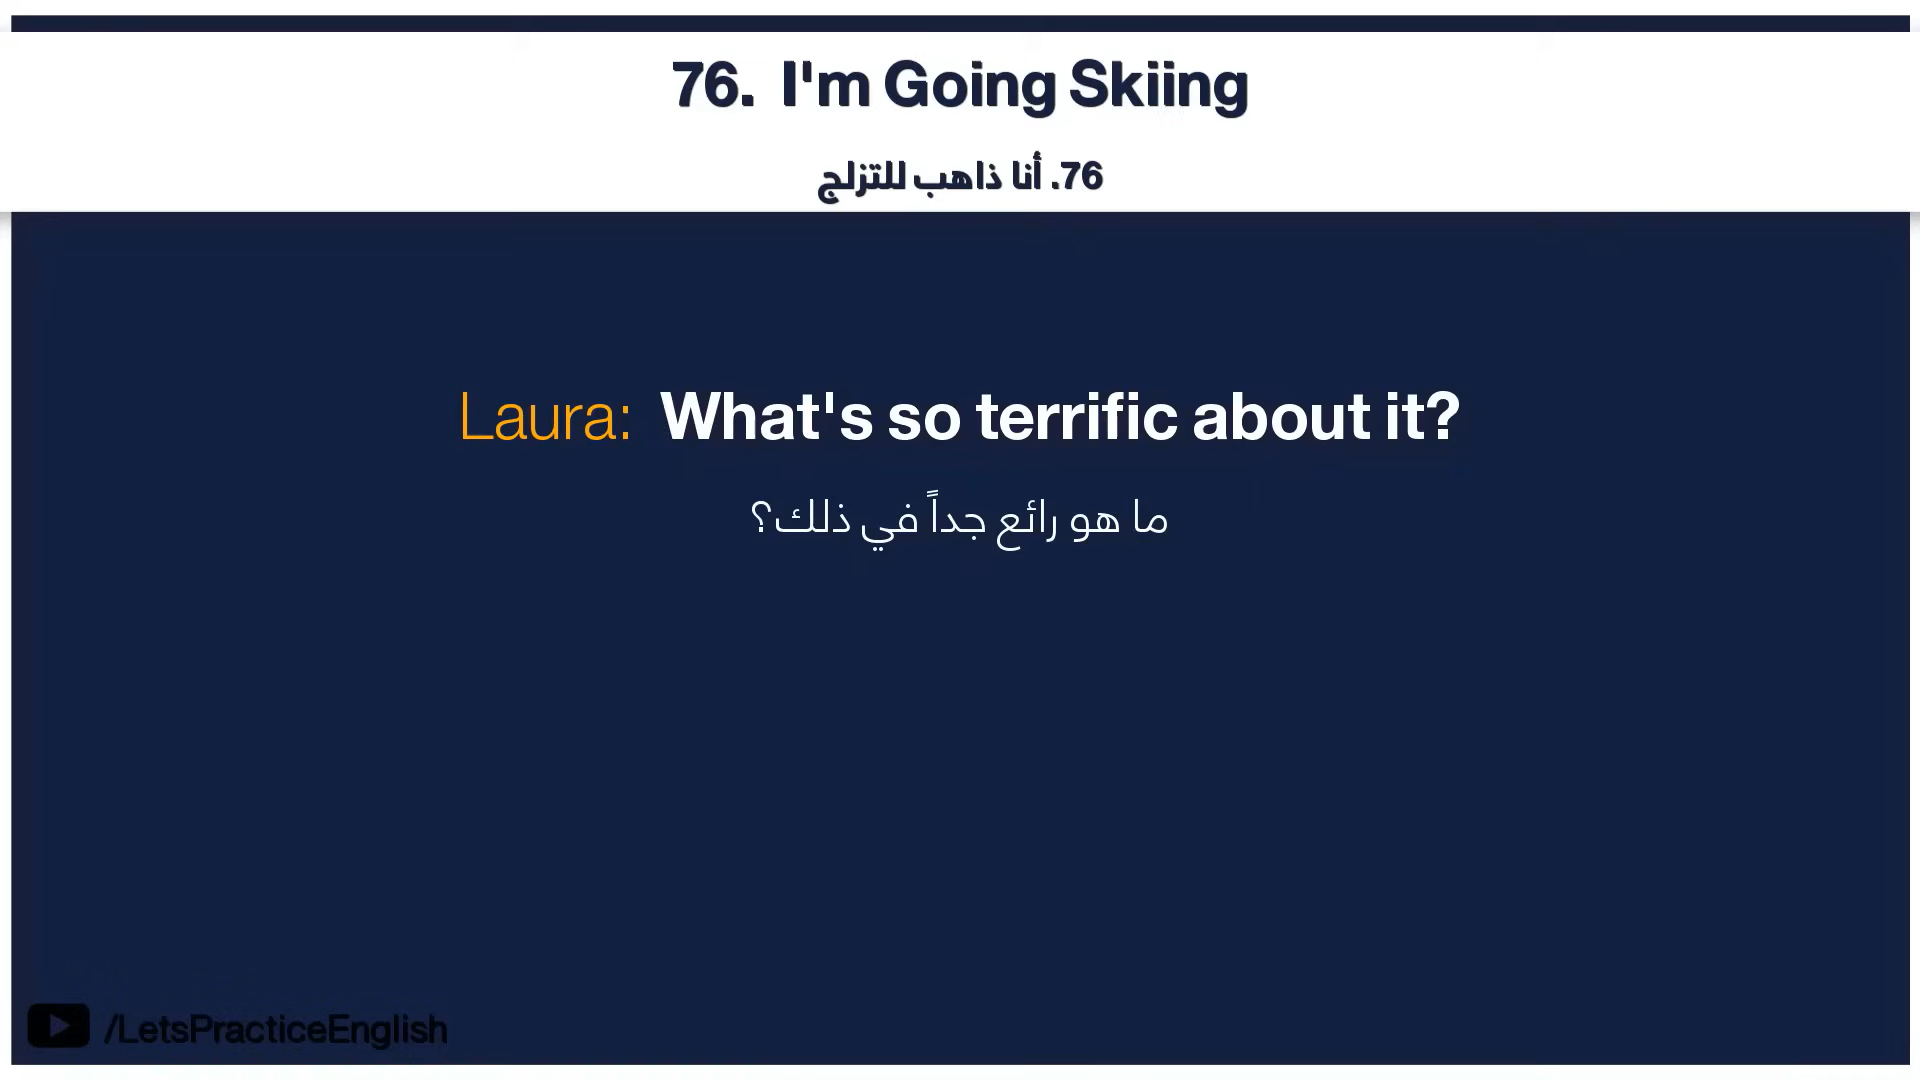 76. I'm Going Skiing
76. أنا ذاهب للتزلج
Laura: What's so terrific about it?
ما هو رائع جداً في ذلك؟
/LetsPracticeEnglish